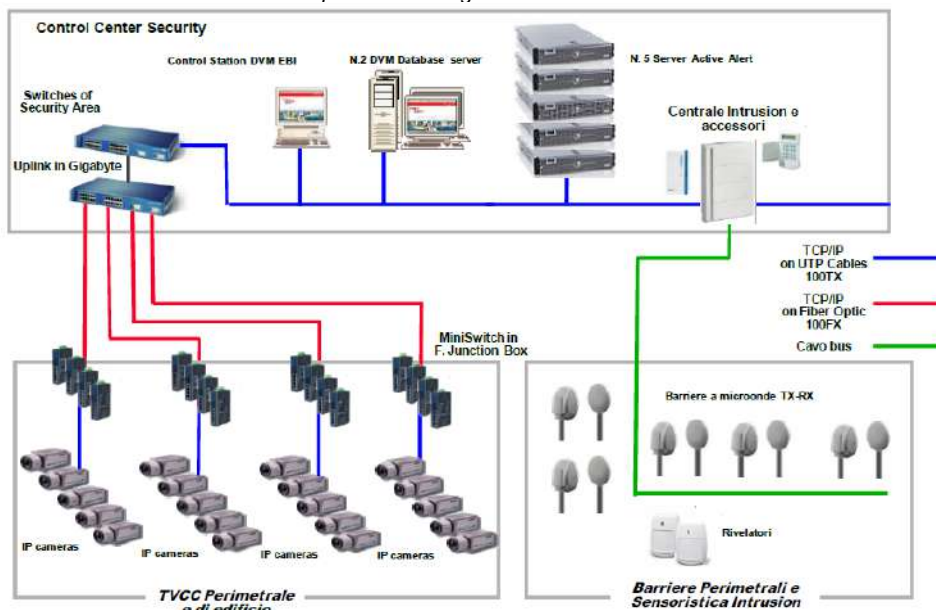 Control Center Security
Control Station DVM EBI
N.2 DVM Database server
N. 5 Server Active Alert
Switches of
Security Area
Centrale Intrusion e
accessori
Uplink in Gigabyte
TCP/IP
on UTP Cables
100TX
TCP/IP
on Fiber Optic
100FX
Cavo bus
MiniSwitch in
F. Junction Box
Barriere a microonde TX-RX
IP cameras
IP cameras
IP cameras
IP cameras
Rivelatori
TVCC Perimetrale
e di edificio
Barriere Perimetrali e
Sensoristica Intrusion